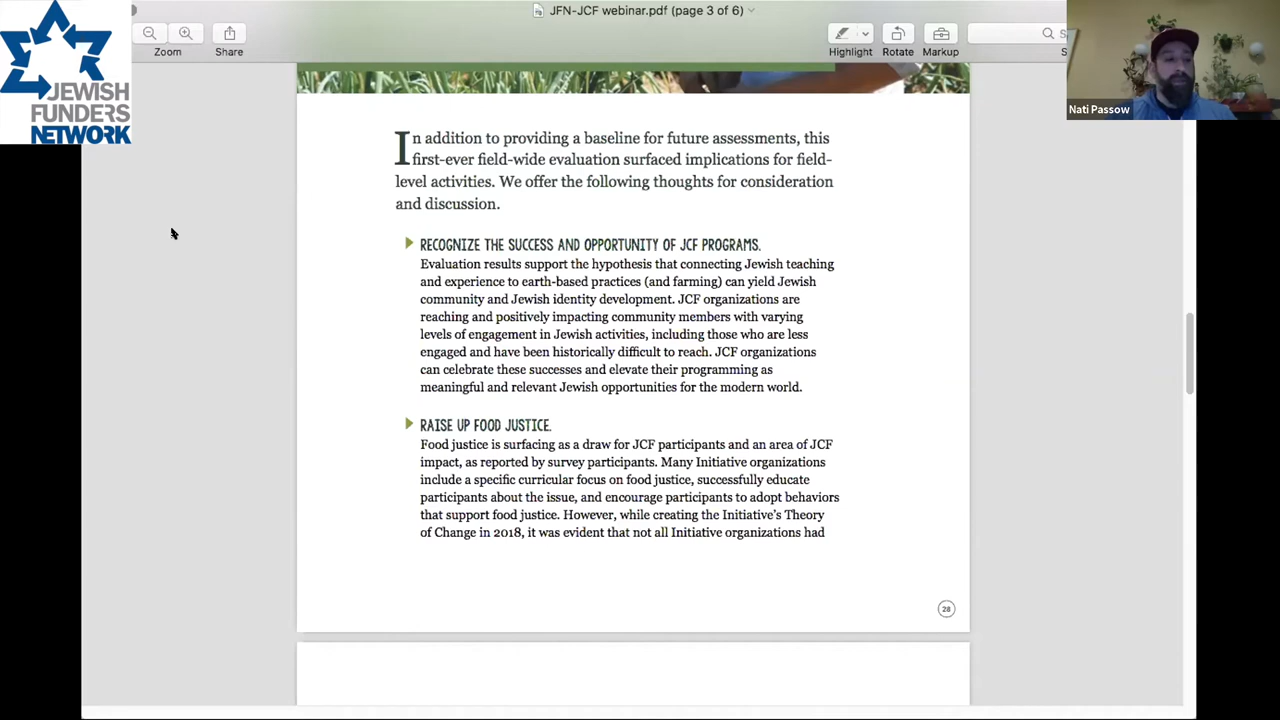 JFN-JCF webinar.pdf (page 3 of 6)
Zoom
Share
Highlight
Rotate
Markup
JEWISH
FUNDERS
NETWORK
Nati Passow
In addition to providing a baseline for future assessments, this
first-ever field-wide evaluation surfaced implications for field-
level activities. We offer the following thoughts for consideration
and discussion.
RECOGNIZE THE SUCCESS AND OPPORTUNITY OF JCF PROGRAMS.
Evaluation results support the hypothesis that connecting Jewish teaching
and experience to earth-based practices (and farming) can yield Jewish
community and Jewish identity development. JCF organizations are
reaching and positively impacting community members with varying
levels of engagement in Jewish activities, including those who are less
engaged and have been historically difficult to reach. JCF organizations
can celebrate these successes and elevate their programming as
meaningful and relevant Jewish opportunities for the modern world.
RAISE UP FOOD JUSTICE.
Food justice is surfacing as a draw for JCF participants and an area of JCF
impact, as reported by survey participants. Many Initiative organizations
include a specific curricular focus on food justice, successfully educate
participants about the issue, and encourage participants to adopt behaviors
that support food justice. However, while creating the Initiative's Theory
of Change in 2018, it was evident that not all Initiative organizations had
28